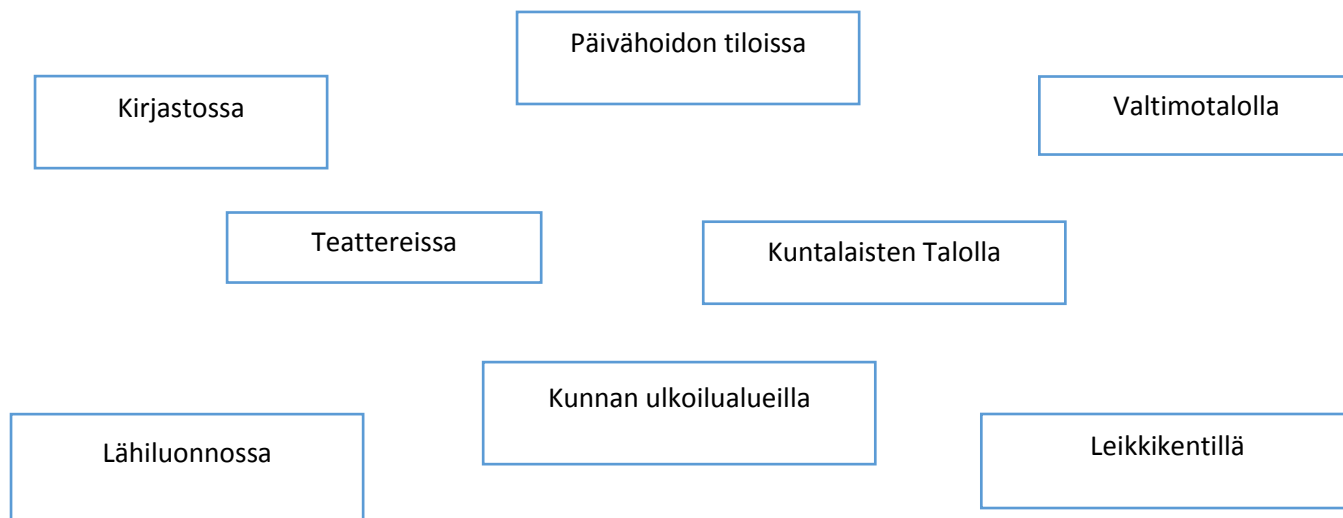 Päivähoidon tiloissa
Kirjastossa
Valtimotalolla
Teattereissa
Kuntalaisten Talolla
Kunnan ulkoilualueilla
Lähiluonnossa
Leikkikentillä